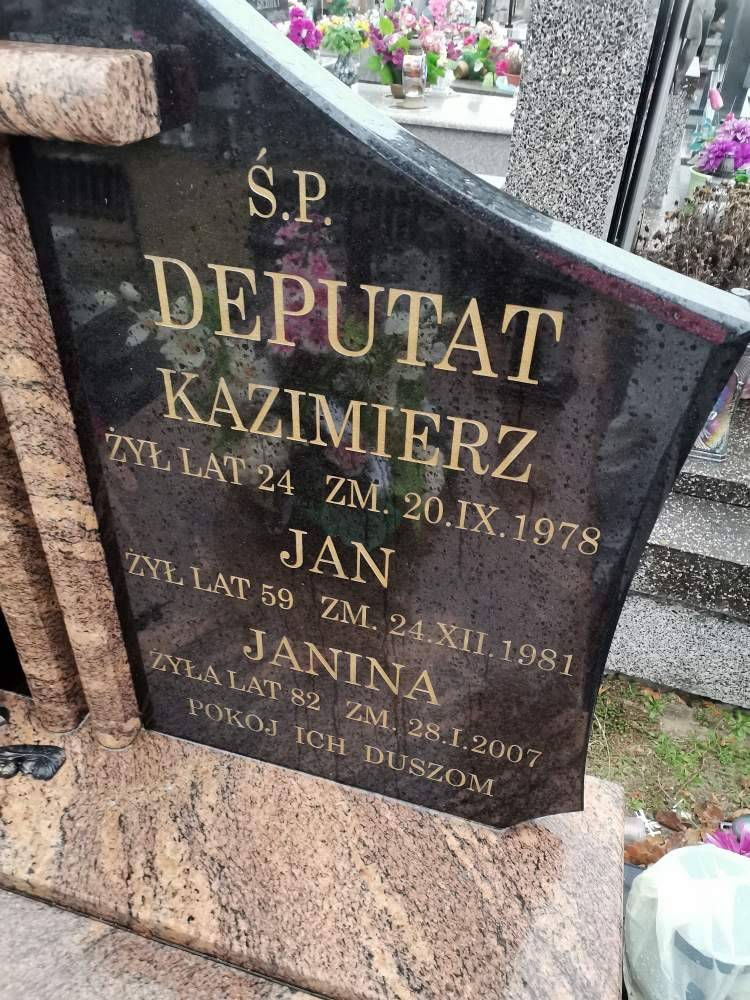 Ś.P.
DEPUTAT
KAZIMIERZ
ŻYŁ LAT 24 ZM. 20.IX.1978
JAN
ŻYŁ LAT 59 ZM. 24.XII.1981
JANINA
ŻYŁA LAT 82 ZM. 28.I.2007
POKOJ ICH DUSZOM